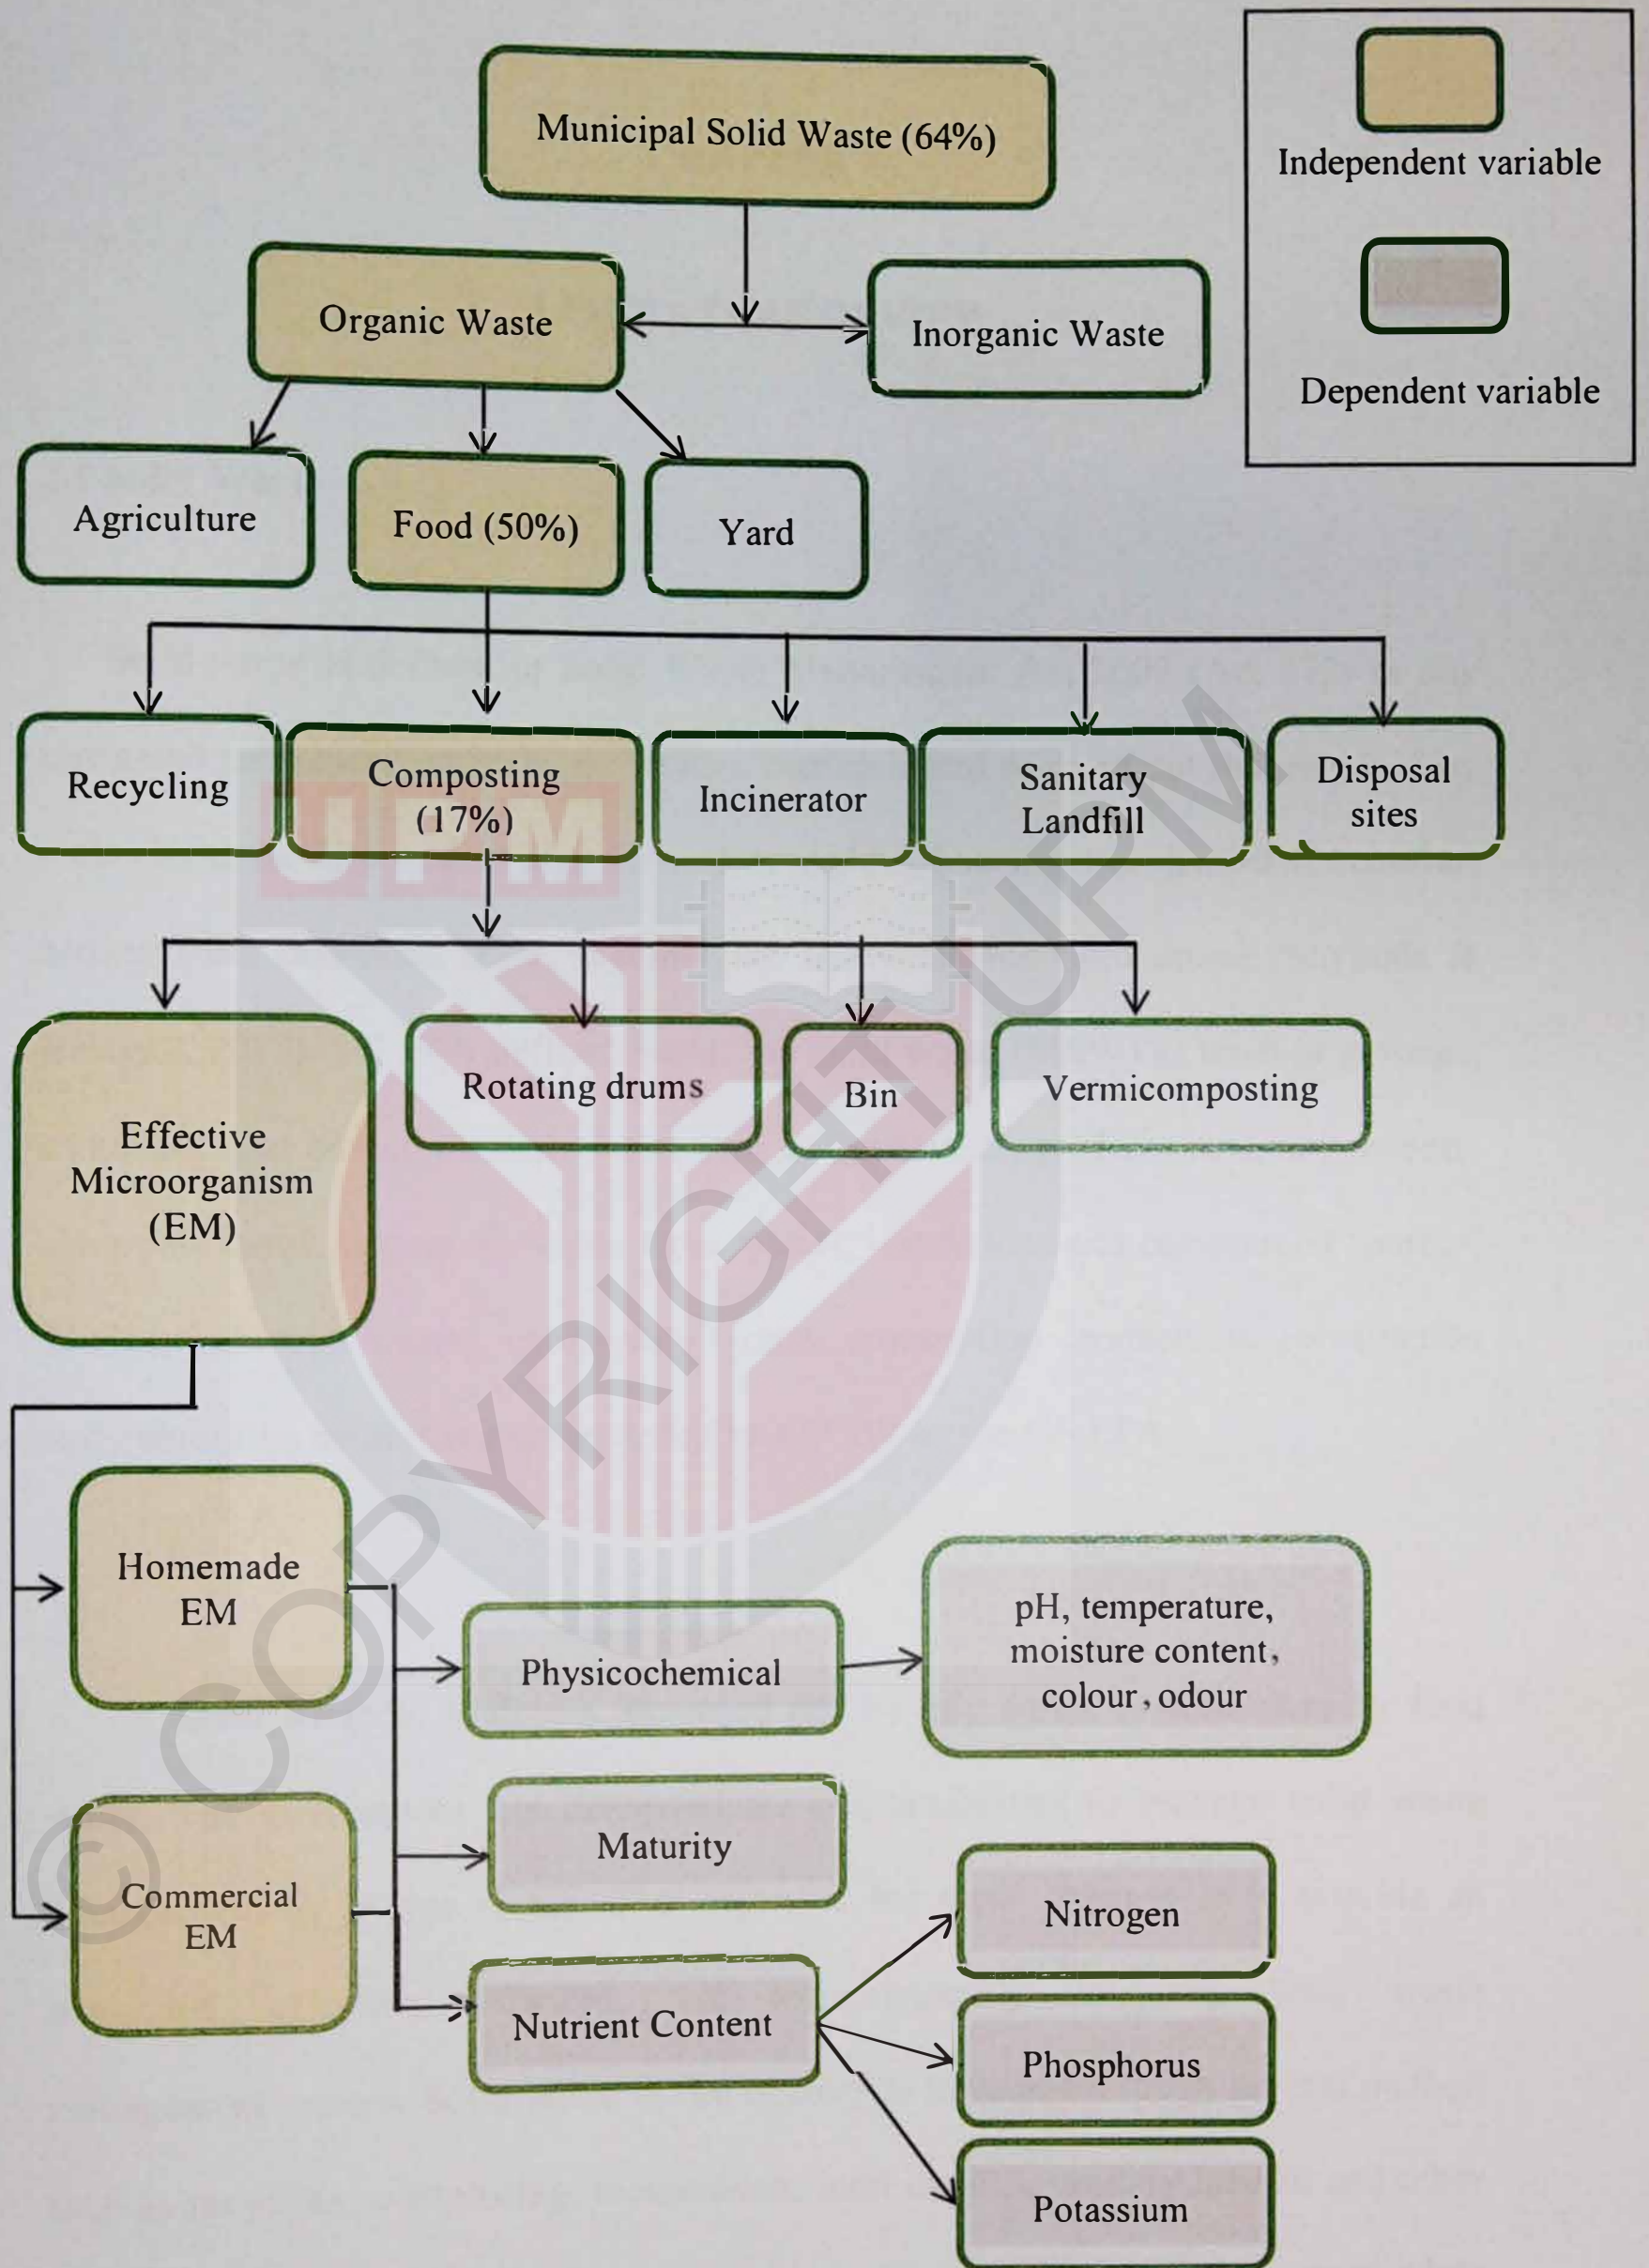 Municipal Solid Waste (64%)
Independent variable
Dependent variable
Organic Waste
Inorganic Waste
Agriculture
Food (50%)
Yard
Recycling
Composting
(17%)
Incinerator
Sanitary
Landfill
Disposal
sites
UPM
Effective
Microorganism
(EM)
Rotating drums
Bin
Vermicomposting
Homemade
EM
Physicochemical
pH, temperature,
moisture content,
colour, odour
Maturity
Commercial
EM
Nutrient Content
Nitrogen
Phosphorus
Potassium
© COPYRIGHT UPM